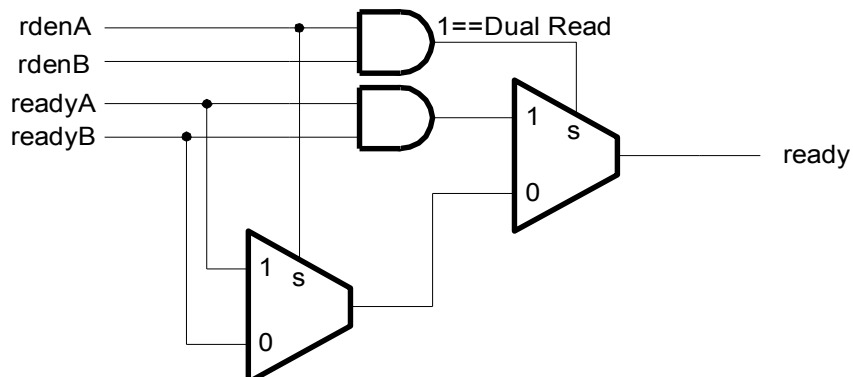 rdenA
1==Dual Read
rdenB
readyA
readyB
1
s
0
ready
1
s
0